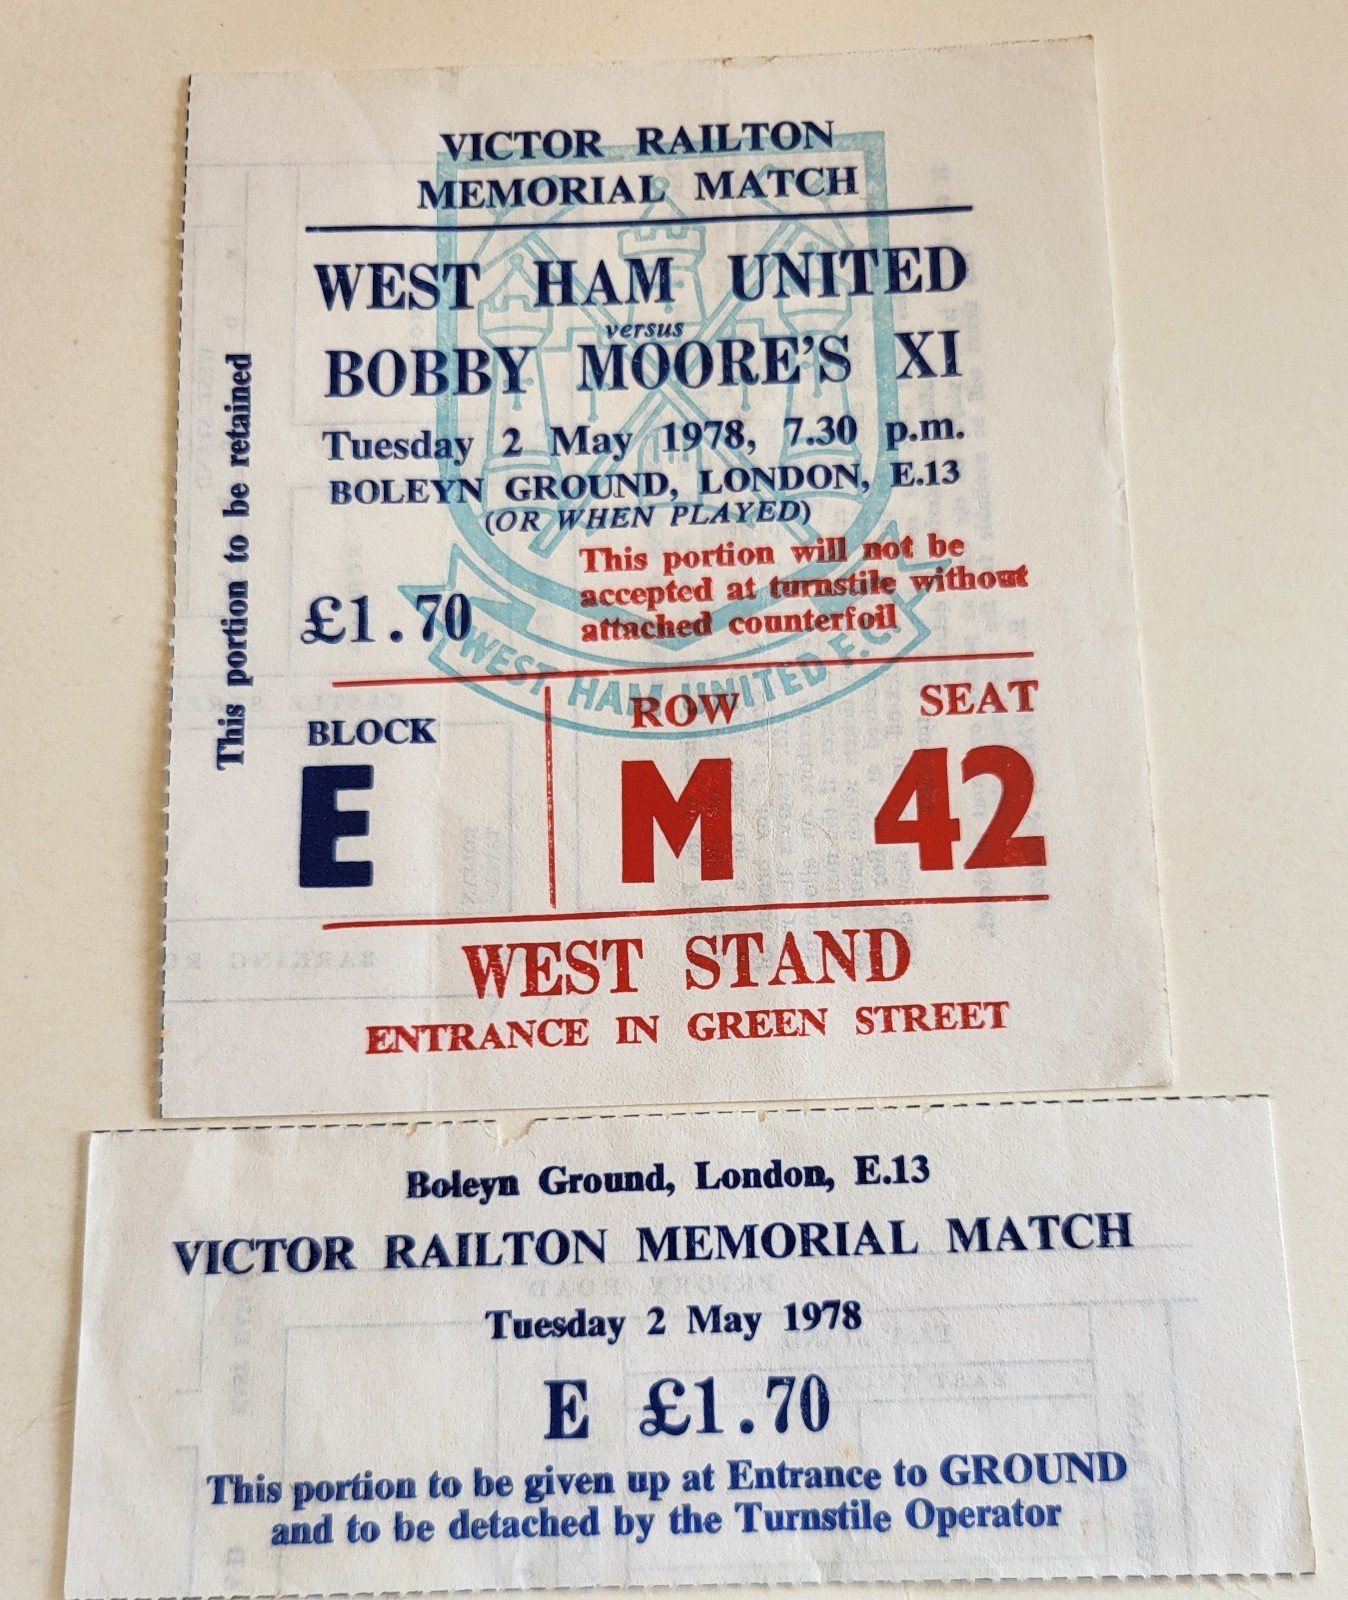 VICTOR RAILTON
MEMORIAL MATCH
WEST HAM UNITED
versus
BOBBY MOORE'S XI
Tuesday 2 May 1978, 7.30 p.m.
BOLEYN GROUND, LONDON, E.13
(OR WHEN PLAYED)
This portion to be retained
£1.70
This portion will not be
accepted at turnstile without
attached counterfoil
WEST HAM UNITED F.C.
BLOCK
ROW
SEAT
E
M
42
WEST STAND
ENTRANCE IN GREEN STREET
Boleyn Ground, London, E.13
VICTOR RAILTON MEMORIAL MATCH
Tuesday 2 May 1978
E £1.70
This portion to be given up at Entrance to GROUND
and to be detached by the Turnstile Operator